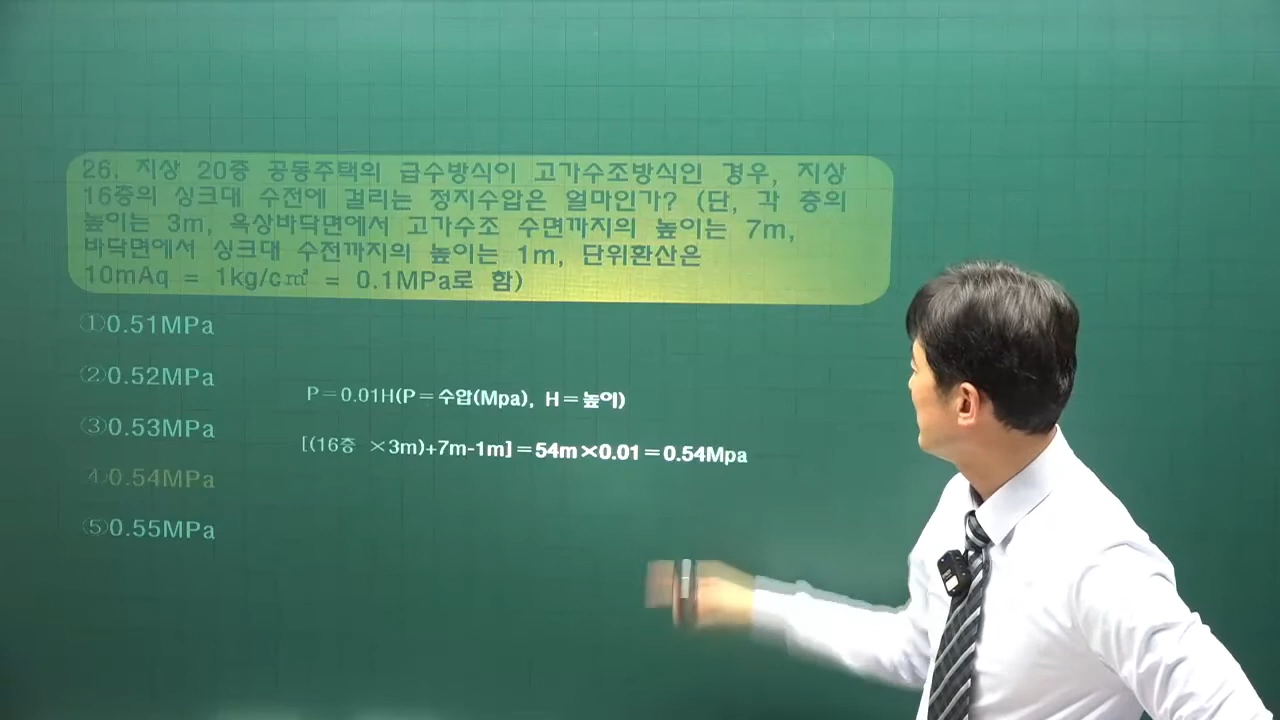 26. 지상 20층 공동주택의 급수방식이 고가수조방식인 경우, 지상
16층의 싱크대 수전에 걸리는 정지수압은 얼마인가? (단, 각 층의
높이는 3m, 옥상바닥면에서 고가수조 수면까지의 높이는 7m,
바닥면에서 싱크대 수전까지의 높이는 1m, 단위환산은
10mAq = 1kg/c㎡ = 0.1MPa로 함)
①0.51MPa
②0.52MPa
P=0.01H(P=수압(Mpa), H=높이)
③0.53MPa
[(16층 ×3m)+7m-1m]=54m×0.01=0.54Mpa
④0.54MPa
⑤0.55MPa